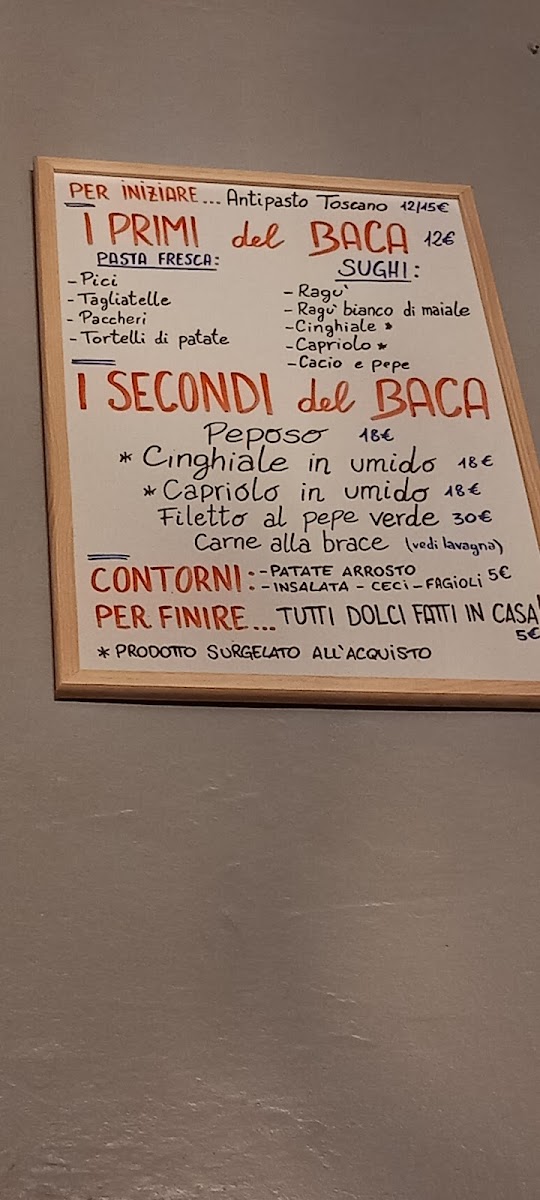 PER INIZIARE... Antipasto Toscano 12/15€
I PRIMI del BACA 12€
PASTA FRESCA:
- Pici
- Tagliatelle
- Paccheri
- Tortelli di patate
SUGHI:
- Ragù
- Ragù bianco di maiale
- Cinghiale *
- Capriolo *
- Cacio e pepe
I SECONDI del BACA
Peposo 18€
* Cinghiale in umido 18€
* Capriolo in umido 18€
Filetto al pepe verde 30€
Carne alla brace (vedi lavagna)
CONTORNI: - PATATE ARROSTO
- INSALATA - CECI - FAGIOLI 5€
PER FINIRE... TUTTI DOLCI FATTI IN CASA!
5€
* PRODOTTO SURGELATO ALL'ACQUISTO